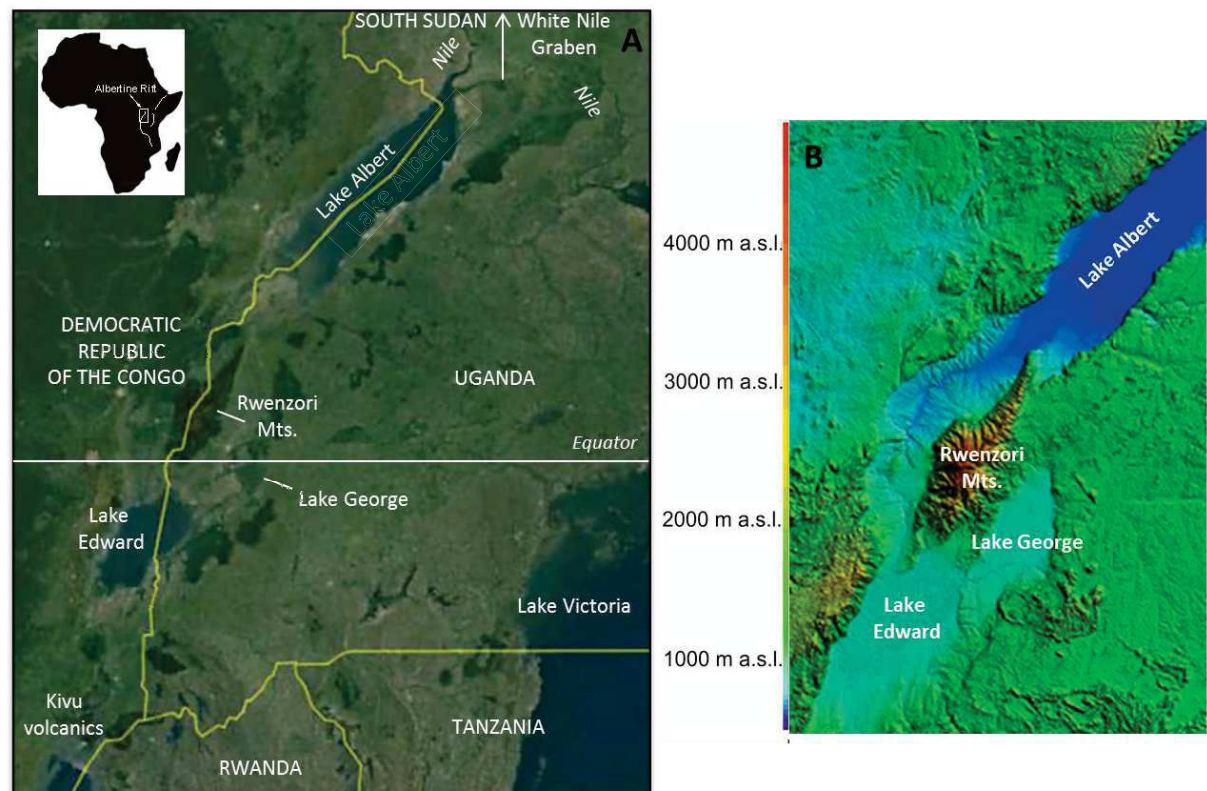 SOUTH SUDAN
White Nile
Graben
A
Nile
Nile
Albertine Rift
Lake Albert
Lake Albert
DEMOCRATIC
REPUBLIC
OF THE CONGO
UGANDA
Rwenzori
Mts.
Equator
Lake George
Lake
Edward
Lake Victoria
Kivu
volcanics
TANZANIA
RWANDA
B
4000 m a.s.l.
3000 m a.s.l.
2000 m a.s.l.
1000 m a.s.l.
Lake Albert
Rwenzori
Mts.
Lake George
Lake
Edward